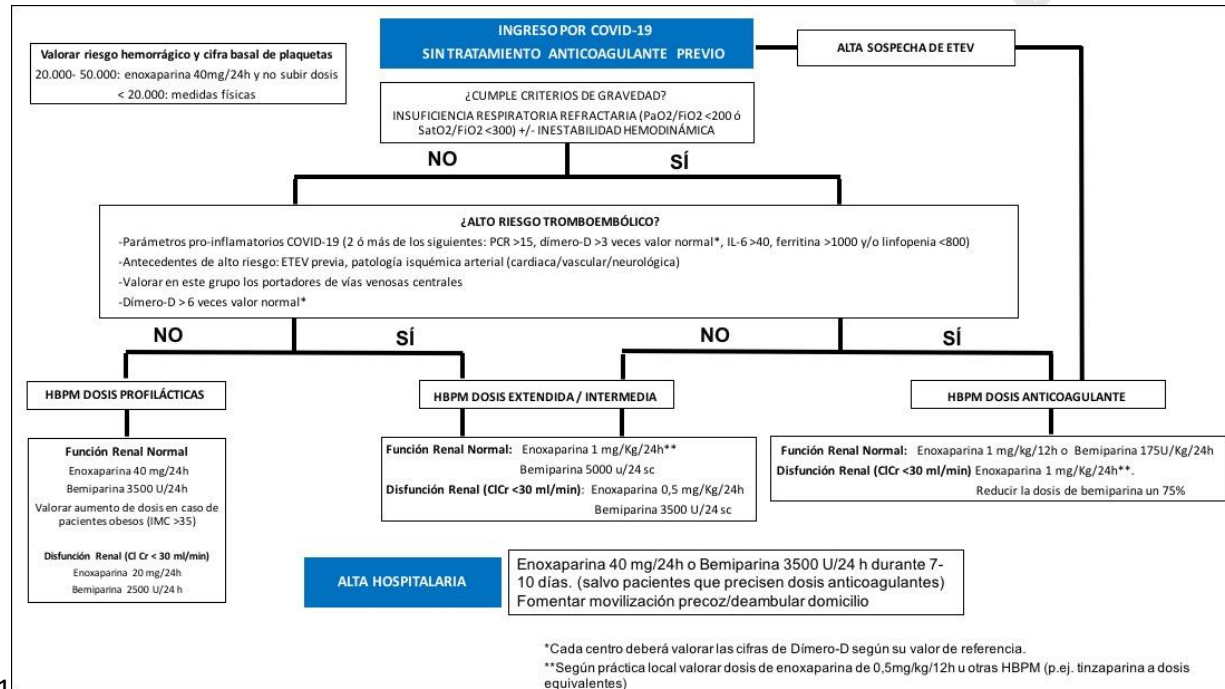 INGRESO POR COVID-19
SIN TRATAMIENTO ANTICOAGULANTE PREVIO
ALTA SOSPECHA DE ETEV
Valorar riesgo hemorrágico y cifra basal de plaquetas
20.000- 50.000: enoxaparina 40mg/24h y no subir dosis
< 20.000: medidas físicas
¿CUMPLE CRITERIOS DE GRAVEDAD?
INSUFICIENCIA RESPIRATORIA REFRACTARIA (PaO2/FiO2 <200 ó
SatO2/FiO2 <300) +/- INESTABILIDAD HEMODINÁMICA
NO
SÍ
¿ALTO RIESGO TROMBOEMBÓLICO?
-Parámetros pro-inflamatorios COVID-19 (2 ó más de los siguientes: PCR >15, dímero-D >3 veces valor normal*, IL-6 >40, ferritina >1000 y/o linfopenia <800)
-Antecedentes de alto riesgo: ETEV previa, patología isquémica arterial (cardiaca/vascular/neurológica)
-Valorar en este grupo los portadores de vías venosas centrales
-Dímero-D > 6 veces valor normal*
NO
SÍ
NO
SÍ
HBPM DOSIS PROFILÁCTICAS
HBPM DOSIS EXTENDIDA / INTERMEDIA
HBPM DOSIS ANTICOAGULANTE
Función Renal Normal
Enoxaparina 40 mg/24h
Bemiparina 3500 U/24h
Valorar aumento de dosis en caso de
pacientes obesos (IMC >35)
Disfunción Renal (Cl Cr < 30 ml/min)
Enoxaparina 20 mg/24h
Bemiparina 2500 U/24 h
Función Renal Normal: Enoxaparina 1 mg/Kg/24h**
Bemiparina 5000 u/24 sc
Disfunción Renal (ClCr <30 ml/min): Enoxaparina 0,5 mg/Kg/24h
Bemiparina 3500 U/24 sc
Función Renal Normal: Enoxaparina 1 mg/kg/12h o Bemiparina 175U/Kg/24h
Disfunción Renal (ClCr <30 ml/min) Enoxaparina 1 mg/Kg/24h**.
Reducir la dosis de bemiparina un 75%
ALTA HOSPITALARIA
Enoxaparina 40 mg/24h o Bemiparina 3500 U/24 h durante 7-
10 días. (salvo pacientes que precisen dosis anticoagulantes)
Fomentar movilización precoz/deambular domicilio
*Cada centro deberá valorar las cifras de Dímero-D según su valor de referencia.
**Según práctica local valorar dosis de enoxaparina de 0,5mg/kg/12h u otras HBPM (p.ej. tinzaparina a dosis
equivalentes)
1